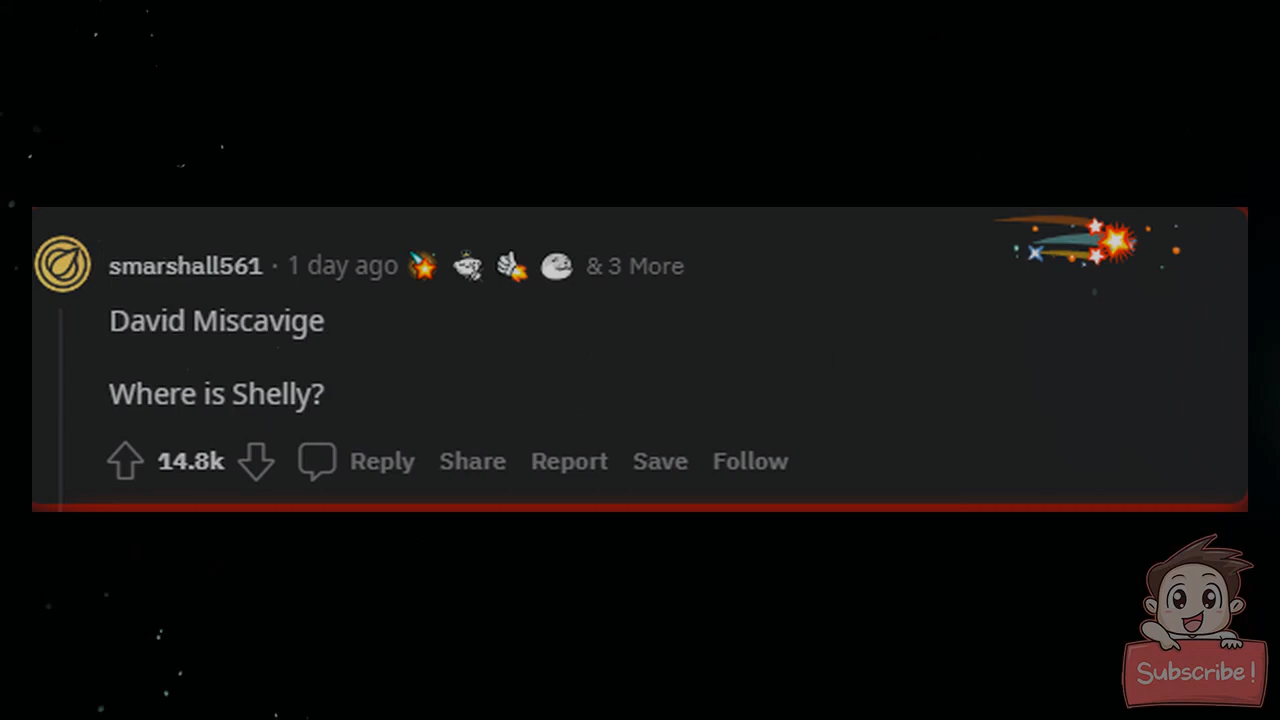 smarshall561 · 1 day ago & 3 More
David Miscavige
Where is Shelly?
14.8k Reply Share Report Save Follow
Subscribe!